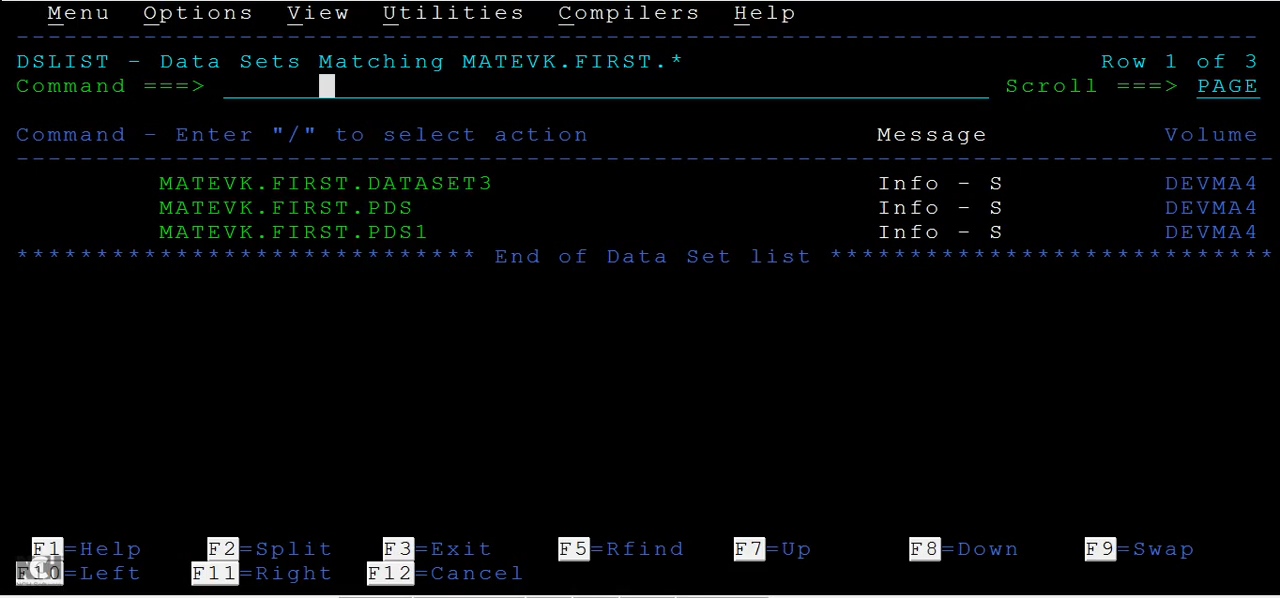 Menu Options View Utilities Compilers Help
DSLIST - Data Sets Matching MATEVK.FIRST.* Row 1 of 3
Command ===> Scroll ===> PAGE
Command - Enter "/" to select action Message Volume
MATEVK.FIRST.DATASET3 Info - S DEVMA4
MATEVK.FIRST.PDS Info - S DEVMA4
MATEVK.FIRST.PDS1 Info - S DEVMA4
***************************** End of Data Set list ****************************
F1=Help F2=Split F3=Exit F5=Rfind F7=Up F8=Down F9=Swap
F10=Left F11=Right F12=Cancel